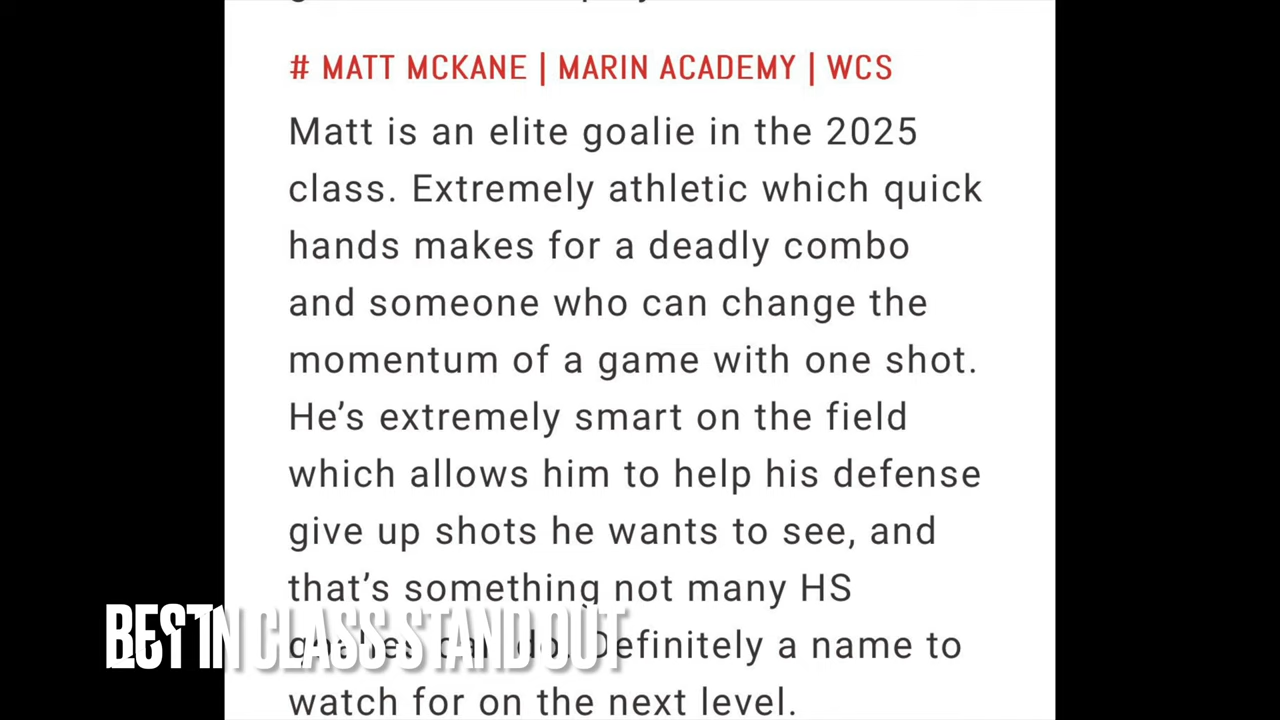 # MATT MCKANE | MARIN ACADEMY | WCS
Matt is an elite goalie in the 2025
class. Extremely athletic which quick
hands makes for a deadly combo
and someone who can change the
momentum of a game with one shot.
He’s extremely smart on the field
which allows him to help his defense
give up shots he wants to see, and
that’s something not many HS
goalies can do. Definitely a name to
watch for on the next level.
IN CLASS STAND OUT